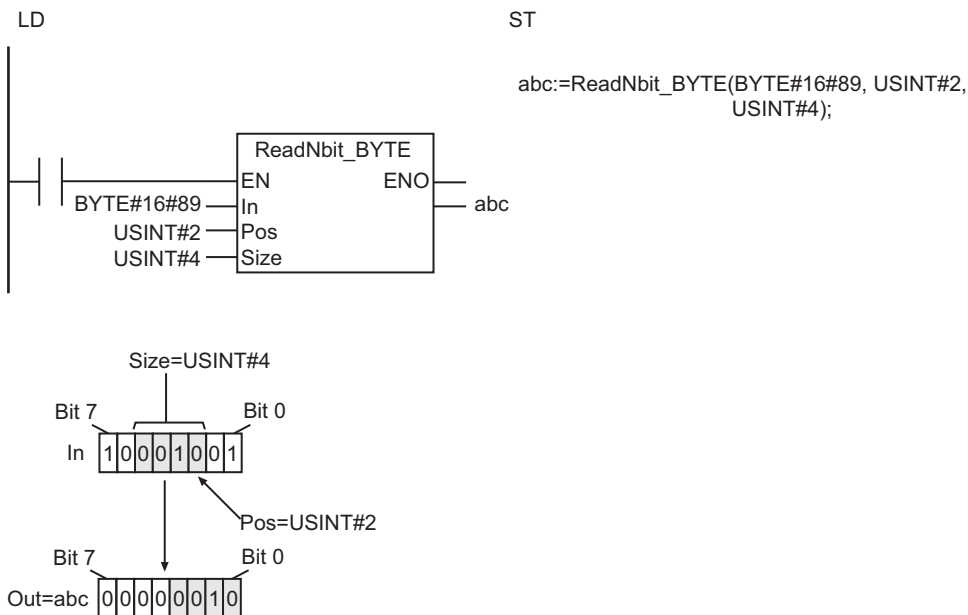 LD
ST
abc:=ReadNbit_BYTE(BYTE#16#89, USINT#2,
USINT#4);
ReadNbit_BYTE
EN ENO
BYTE#16#89 In abc
USINT#2 Pos
USINT#4 Size
Size=USINT#4
Bit 7 Bit 0
In 1 0 0 0 1 0 0 1
Pos=USINT#2
Bit 7 Bit 0
Out=abc 0 0 0 0 0 0 1 0